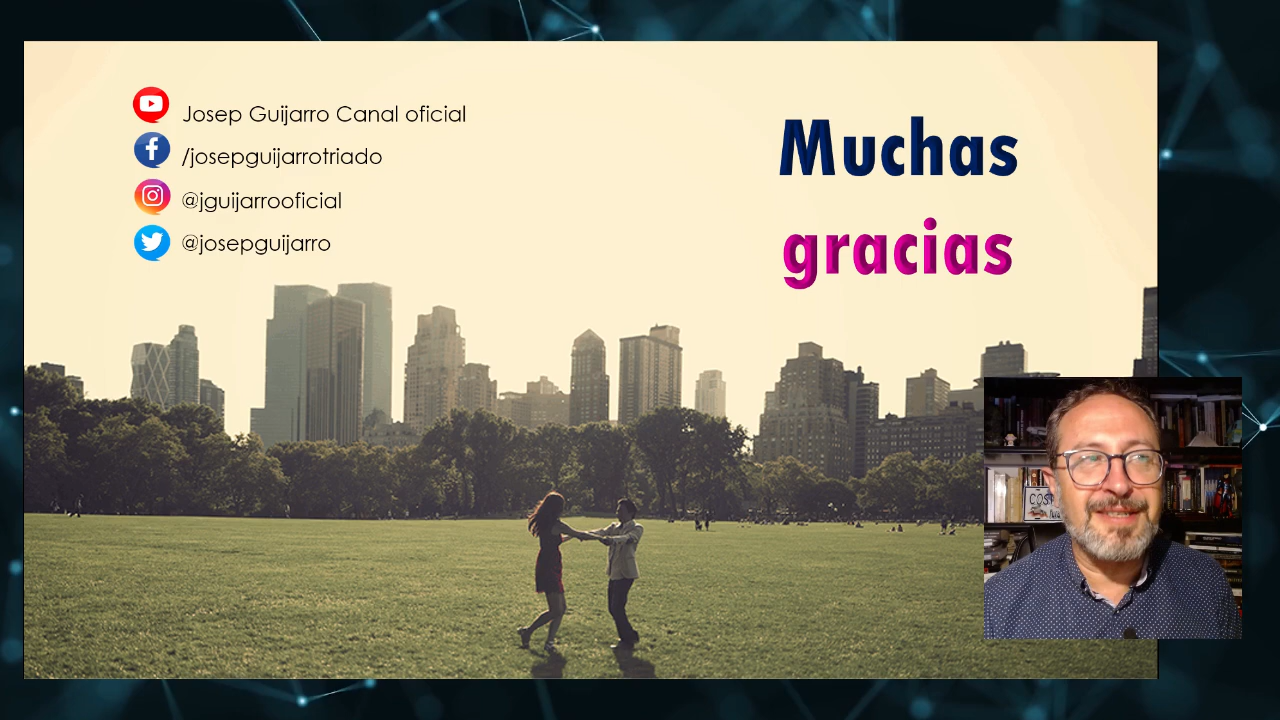 Josep Guijarro Canal oficial
/josepguijarrotriado
@jguijarrooficial
@josepguijarro
Muchas
gracias